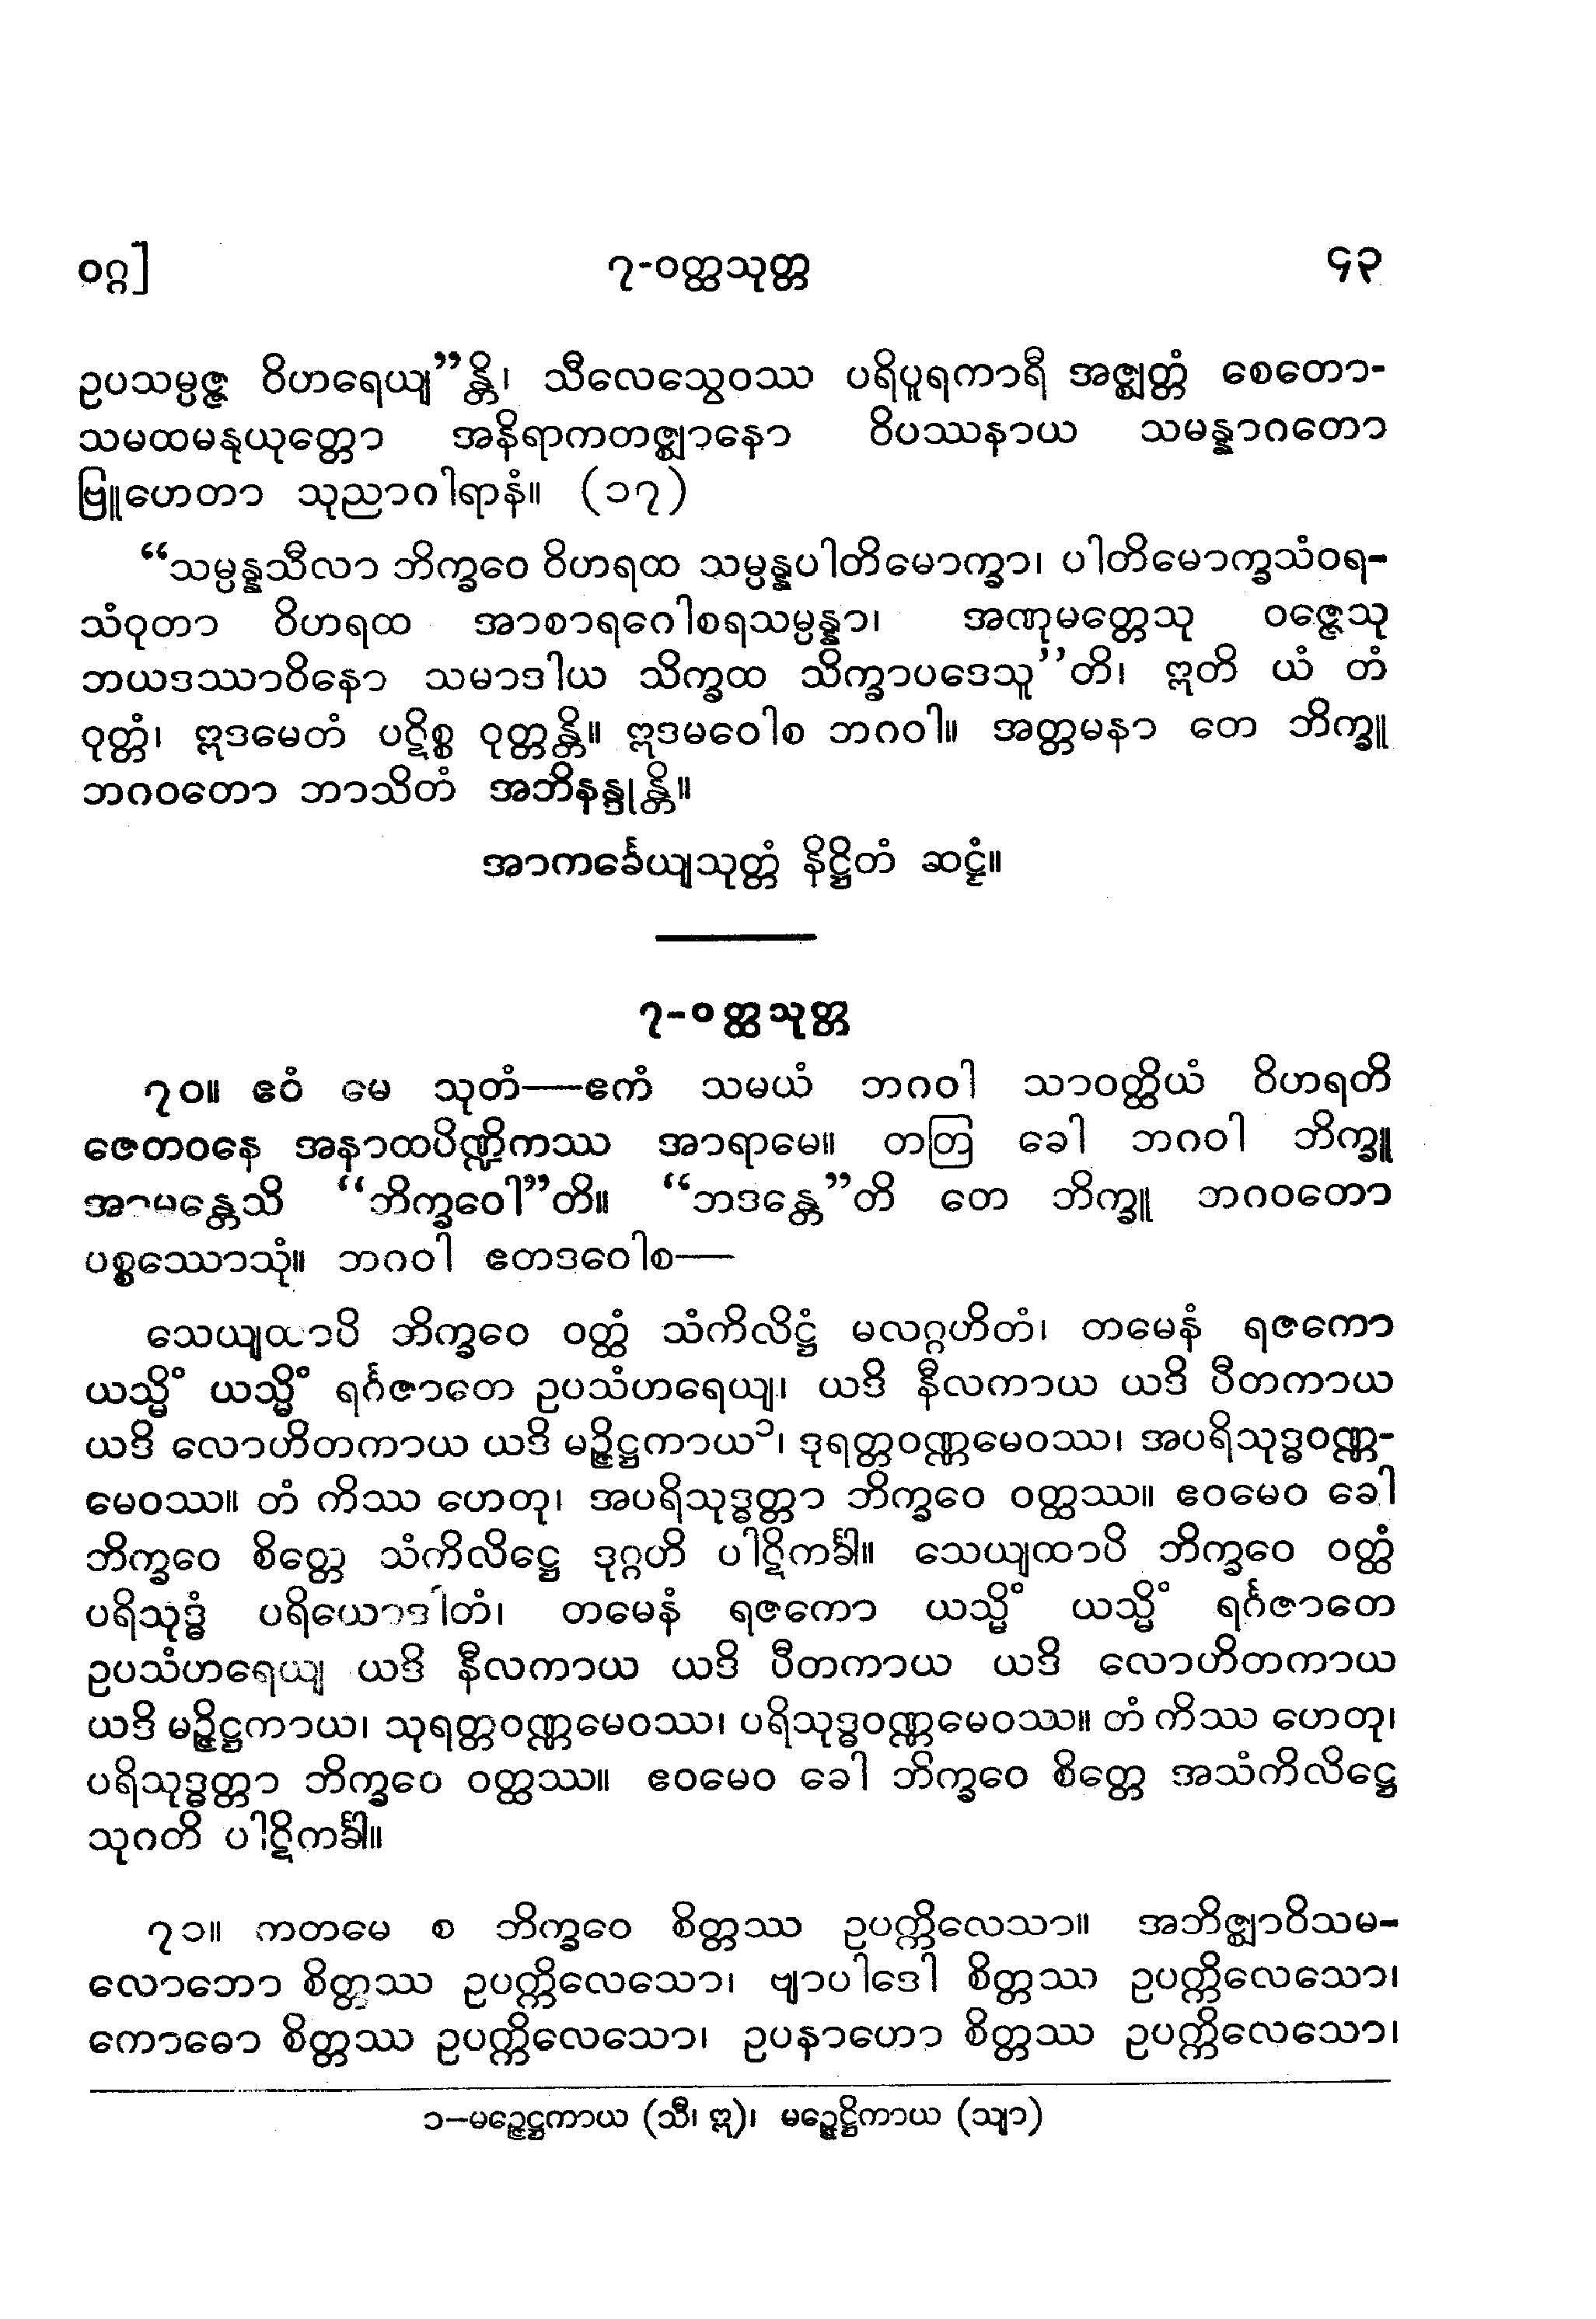 ဝဂ္ဂ] ၇-ဝတ္ထသုတ္တ ၄၃
ဥပသမ္ပဇ္ဇ ဝိဟရေယျ”န္တိ၊ သီလေသွေဝဿ ပရိပူရကာရီ အဇ္ဈတ္တံ စေတော-
သမထမနုယုတ္တော အနိရာကတဇ္ဈာနော ဝိပဿနာယ သမန္နာဂတော
ဗြူဟေတာ သုညာဂါရာနံ။ (၁၇)
“သမ္ပန္နသီလာ ဘိက္ခဝေ ဝိဟရထ သမ္ပန္နပါတိမောက္ခာ၊ ပါတိမောက္ခသံဝရ-
သံဝုတာ ဝိဟရထ အာစာရဂေါစရသမ္ပန္နာ၊ အဏုမတ္တေသု ဝဇ္ဇေသု
ဘယဒဿာဝိနော သမာဒါယ သိက္ခထ သိက္ခာပဒေသူ”တိ၊ ဣတိ ယံ တံ
ဝုတ္တံ၊ ဣဒမေတံ ပဋိစ္စ ဝုတ္တန္တိ။ ဣဒမဝေါစ ဘဂဝါ။ အတ္တမနာ တေ ဘိက္ခူ
ဘဂဝတော ဘာသိတံ အဘိနန္ဒုန္တိ။
အာကင်္ခေယျသုတ္တံ နိဋ္ဌိတံ ဆဋ္ဌံ။
၇-ဝတ္ထသုတ္တ
၇၀။ ဧဝံ မေ သုတံ—ဧကံ သမယံ ဘဂဝါ သာဝတ္ထိယံ ဝိဟရတိ
ဇေတဝနေ အနာထပိဏ္ဍိကဿ အာရာမေ။ တတြ ခေါ ဘဂဝါ ဘိက္ခူ
အာမန္တေသိ “ဘိက္ခဝေါ”တိ။ “ဘဒန္တေ”တိ တေ ဘိက္ခူ ဘဂဝတော
ပစ္စဿောသုံ။ ဘဂဝါ ဧတဒဝေါစ—
သေယျထာပိ ဘိက္ခဝေ ဝတ္ထံ သံကိလိဋ္ဌံ မလဂ္ဂဟိတံ၊ တမေနံ ရဇကော
ယသ္မိံ ယသ္မိံ ရင်္ဂဇာတေ ဥပသံဟရေယျ၊ ယဒိ နီလကာယ ယဒိ ပီတကာယ
ယဒိ လောဟိတကာယ ယဒိ မဉ္ဇိဋ္ဌကာယ၁၊ ဒုရတ္တဝဏ္ဏမေဝဿ၊ အပရိသုဒ္ဓဝဏ္ဏ-
မေဝဿ။ တံ ကိဿ ဟေတု၊ အပရိသုဒ္ဓတ္တာ ဘိက္ခဝေ ဝတ္ထဿ။ ဧဝမေဝ ခေါ
ဘိက္ခဝေ စိတ္တေ သံကိလိဋ္ဌေ ဒုဂ္ဂတိ ပါဋိကင်္ခါ။ သေယျထာပိ ဘိက္ခဝေ ဝတ္ထံ
ပရိသုဒ္ဓံ ပရိယောဒါတံ၊ တမေနံ ရဇကော ယသ္မိံ ယသ္မိံ ရင်္ဂဇာတေ
ဥပသံဟရေယျ ယဒိ နီလကာယ ယဒိ ပီတကာယ ယဒိ လောဟိတကာယ
ယဒိ မဉ္ဇိဋ္ဌကာယ၊ သုရတ္တဝဏ္ဏမေဝဿ၊ ပရိသုဒ္ဓဝဏ္ဏမေဝဿ။ တံ ကိဿ ဟေတု၊
ပရိသုဒ္ဓတ္တာ ဘိက္ခဝေ ဝတ္ထဿ။ ဧဝမေဝ ခေါ ဘိက္ခဝေ စိတ္တေ အသံကိလိဋ္ဌေ
သုဂတိ ပါဋိကင်္ခါ။
၇၁။ ကတမေ စ ဘိက္ခဝေ စိတ္တဿ ဥပက္ကိလေသာ။ အဘိဇ္ဈာဝိသမ-
လောဘော စိတ္တဿ ဥပက္ကိလေသော၊ ဗျာပါဒေါ စိတ္တဿ ဥပက္ကိလေသော၊
ကောဓော စိတ္တဿ ဥပက္ကိလေသော၊ ဥပနာဟော စိတ္တဿ ဥပက္ကိလေသော၊
၁-မဉ္ဇေဋ္ဌကာယ (သီ၊ ဣ)၊ မဉ္ဇေဋ္ဌိကာယ (သျာ)